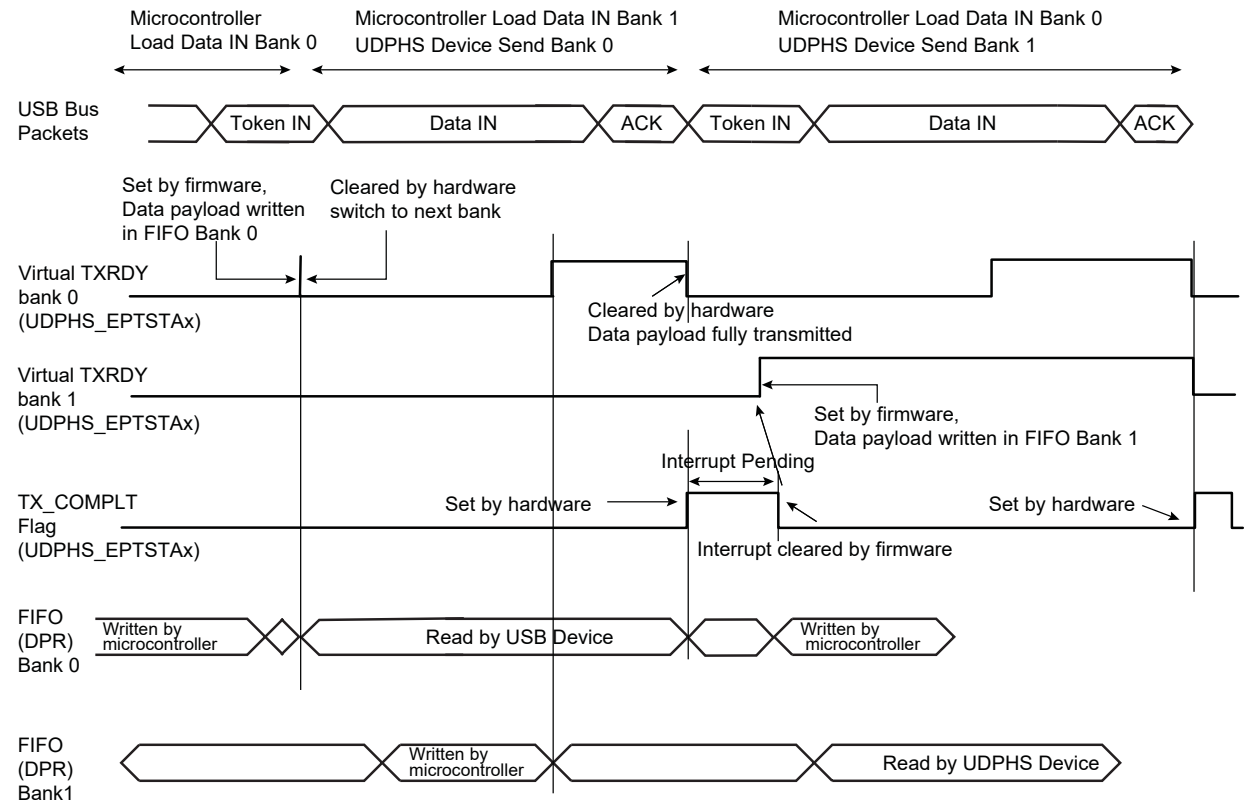 Microcontroller
Load Data IN Bank 0
Microcontroller Load Data IN Bank 1
UDPHS Device Send Bank 0
Microcontroller Load Data IN Bank 0
UDPHS Device Send Bank 1
USB Bus
Packets
Token IN
Data IN
ACK
Token IN
Data IN
ACK
Set by firmware,
Data payload written
in FIFO Bank 0
Cleared by hardware
switch to next bank
Virtual TXRDY
bank 0
(UDPHS_EPTSTAx)
Cleared by hardware
Data payload fully transmitted
Virtual TXRDY
bank 1
(UDPHS_EPTSTAx)
Set by firmware,
Data payload written in FIFO Bank 1
Interrupt Pending
TX_COMPLT
Flag
(UDPHS_EPTSTAx)
Set by hardware
Set by hardware
Interrupt cleared by firmware
FIFO
(DPR)
Bank 0
Written by
microcontroller
Read by USB Device
Written by
microcontroller
FIFO
(DPR)
Bank1
Written by
microcontroller
Read by UDPHS Device